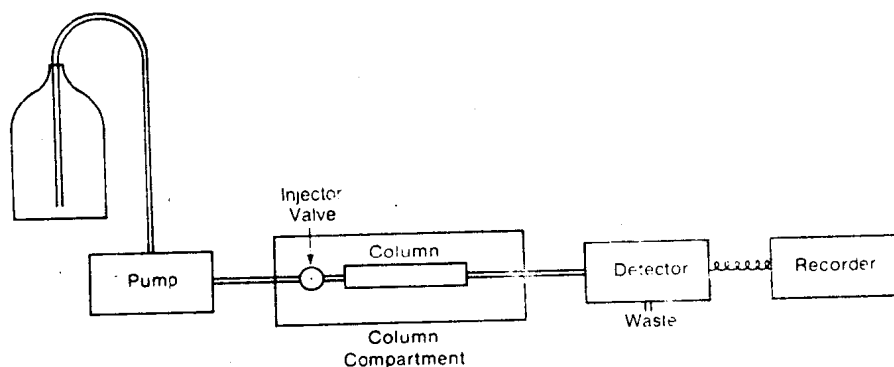 Injector
Valve
Column
Pump
Detector
Recorder
Waste
Column
Compartment